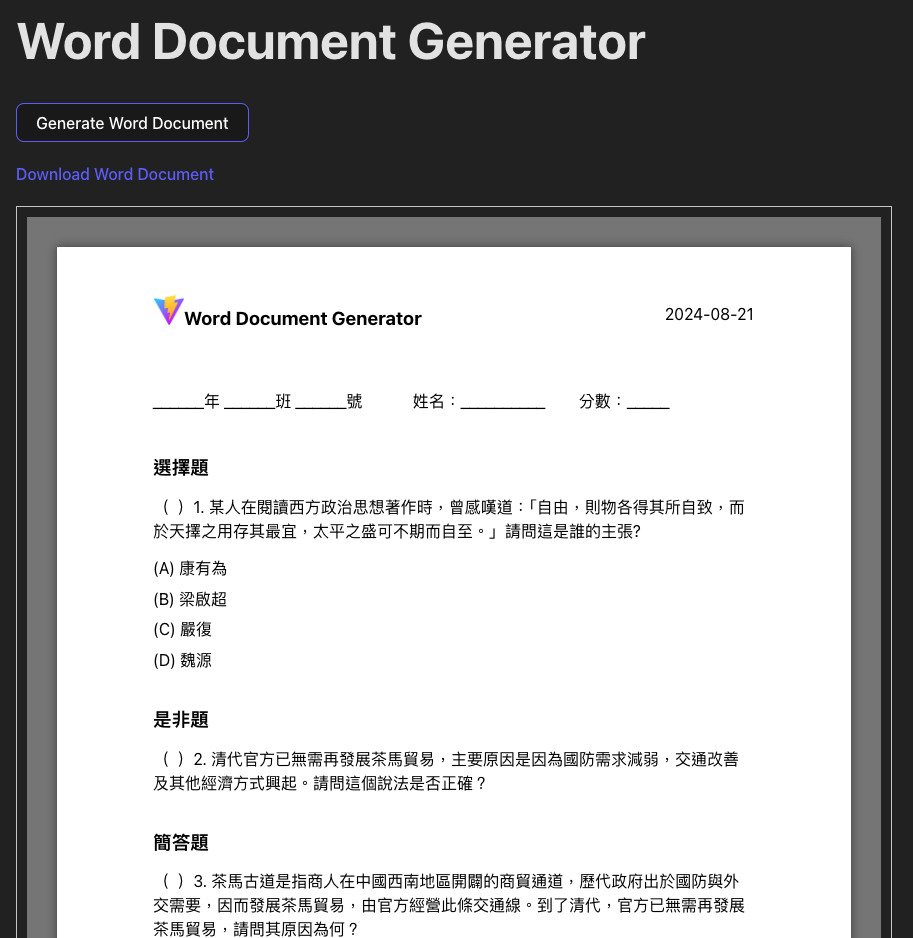 Word Document Generator
Generate Word Document
Download Word Document
Word Document Generator 2024-08-21
______年 ______班 ______號 姓名：__________ 分數：_____
選擇題
（ ）1. 某人在閱讀西方政治思想著作時，曾感嘆道：「自由，則物各得其所自致，而
於天擇之用存其最宜，太平之盛可不期而自至。」請問這是誰的主張?
(A) 康有為
(B) 梁啟超
(C) 嚴復
(D) 魏源
是非題
（ ）2. 清代官方已無需再發展茶馬貿易，主要原因是因為國防需求減弱，交通改善
及其他經濟方式興起。請問這個說法是否正確？
簡答題
（ ）3. 茶馬古道是指商人在中國西南地區開闢的商貿通道，歷代政府出於國防與外
交需要，因而發展茶馬貿易，由官方經營此條交通線。到了清代，官方已無需再發展
茶馬貿易，請問其原因為何？